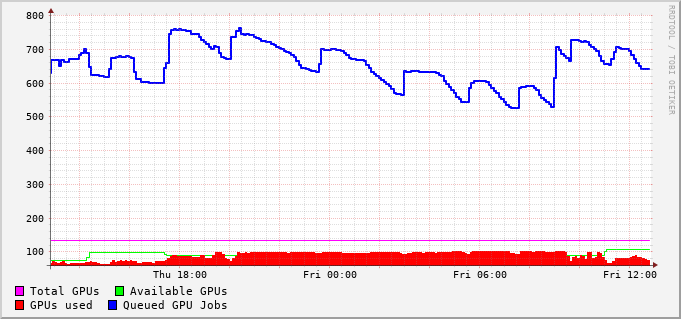 800
700
600
500
400
300
200
100
Thu 18:00 Fri 00:00 Fri 06:00 Fri 12:00
Total GPUs Available GPUs
GPUs used Queued GPU Jobs
RRDTOOL / TOBI OETIKER